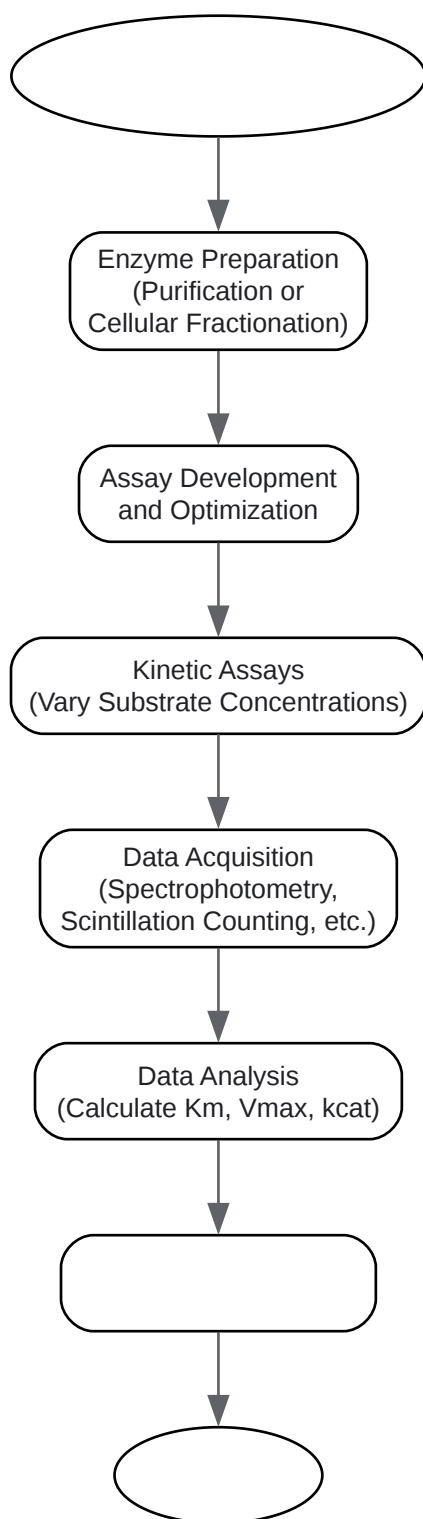 Enzyme Preparation
(Purification or
Cellular Fractionation)
Assay Development
and Optimization
Kinetic Assays
(Vary Substrate Concentrations)
Data Acquisition
(Spectrophotometry,
Scintillation Counting, etc.)
Data Analysis
(Calculate Km, Vmax, kcat)